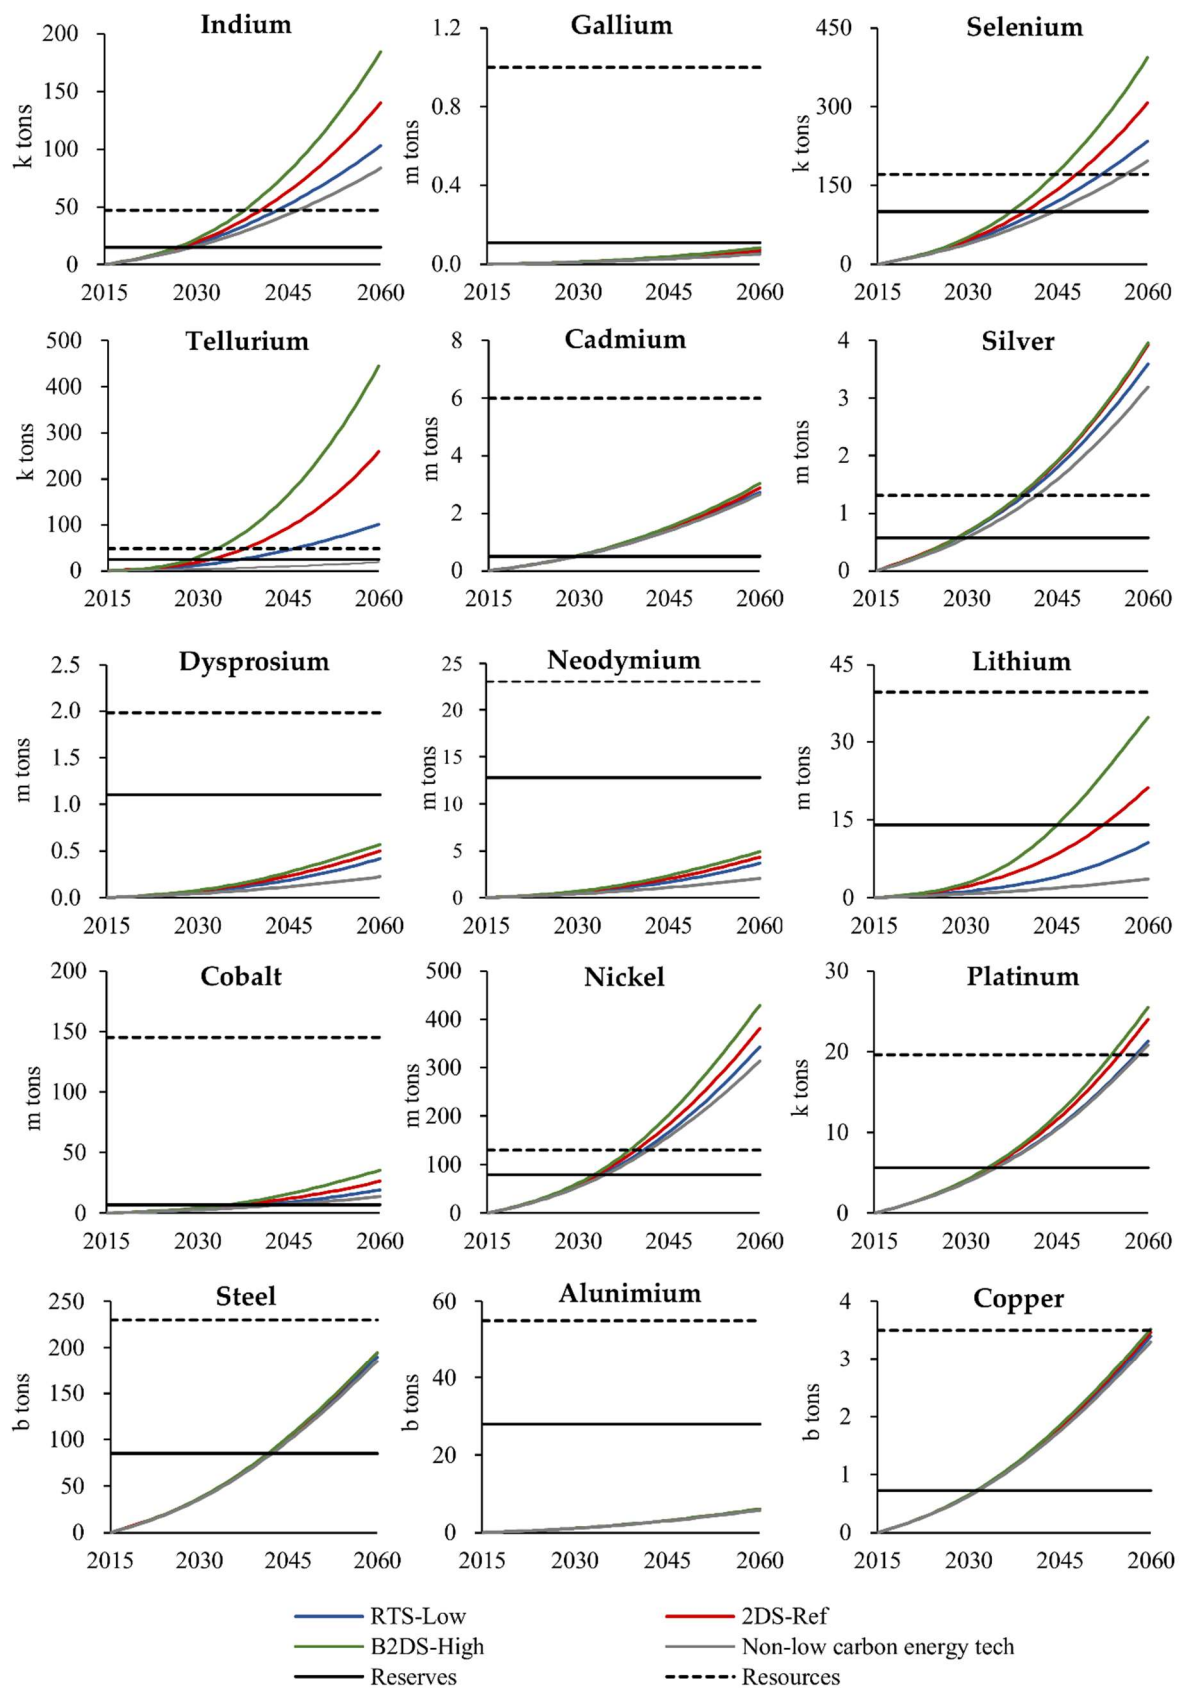 Indium
200
150
100
50
0
k tons
2015 2030 2045 2060
Gallium
1.2
0.8
0.4
0.0
m tons
2015 2030 2045 2060
Selenium
450
300
150
0
k tons
2015 2030 2045 2060
Tellurium
500
400
300
200
100
0
k tons
2015 2030 2045 2060
Cadmium
8
6
4
2
0
m tons
2015 2030 2045 2060
Silver
4
3
2
1
0
m tons
2015 2030 2045 2060
Dysprosium
2.5
2.0
1.5
1.0
0.5
0.0
m tons
2015 2030 2045 2060
Neodymium
25
20
15
10
5
0
m tons
2015 2030 2045 2060
Lithium
45
30
15
0
m tons
2015 2030 2045 2060
Cobalt
200
150
100
50
0
m tons
2015 2030 2045 2060
Nickel
500
400
300
200
100
0
m tons
2015 2030 2045 2060
Platinum
30
20
10
0
k tons
2015 2030 2045 2060
Steel
250
200
150
100
50
0
b tons
2015 2030 2045 2060
Alunimium
60
40
20
0
b tons
2015 2030 2045 2060
Copper
4
3
2
1
0
b tons
2015 2030 2045 2060
RTS-Low
2DS-Ref
B2DS-High
Non-low carbon energy tech
Reserves
Resources